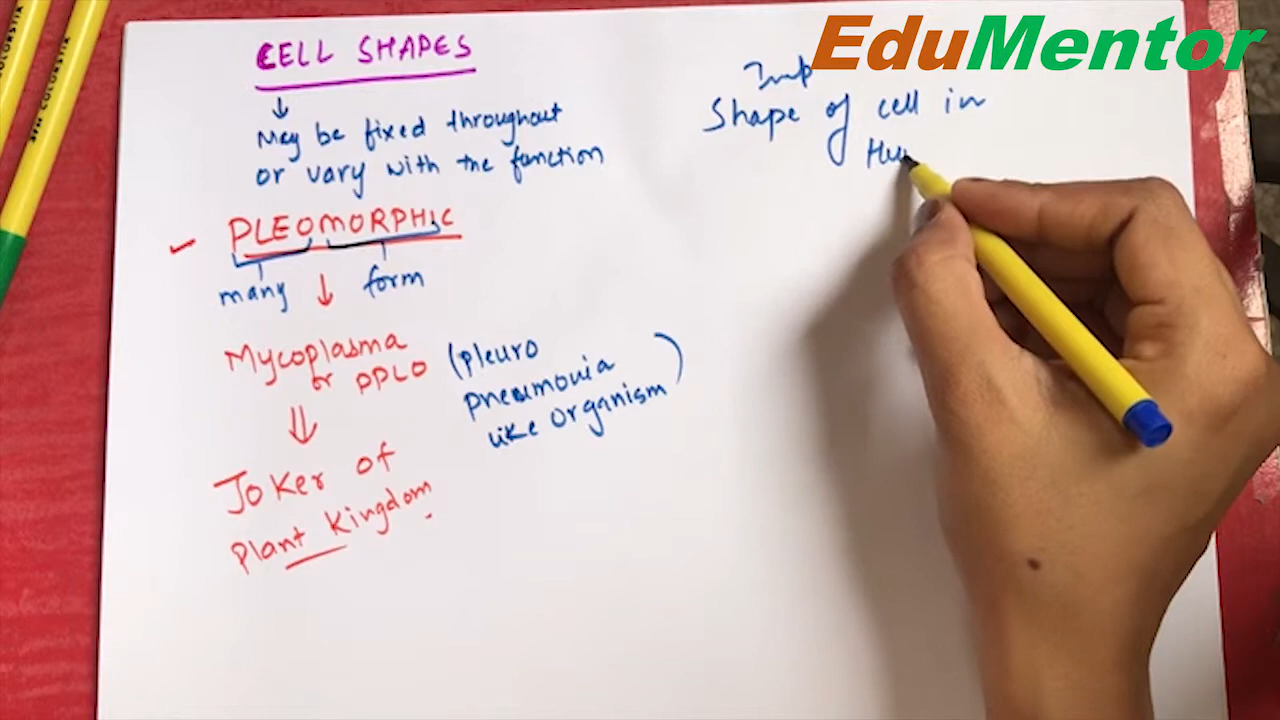 EduMentor
CELL SHAPES
May be fixed throughout
or vary with the function
PLEOMORPHIC
many form
Mycoplasma
or PPLO
(pleuro
pneumonia
like organism)
Joker of
Plant Kingdom
Imp
Shape of cell in
Hu